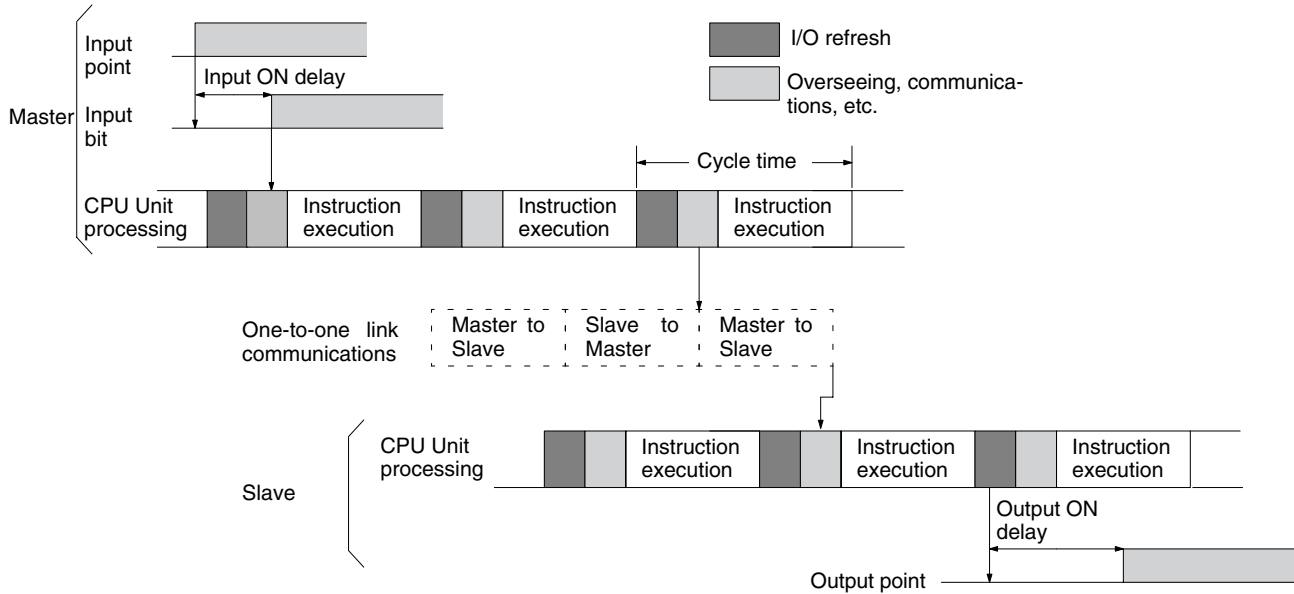 Input
point
I/O refresh
Input ON delay
Overseeing, communica-
tions, etc.
Master
Input
bit
Cycle time
CPU Unit
processing
Instruction
execution
Instruction
execution
Instruction
execution
One-to-one link
communications
Master to
Slave
Slave to
Master
Master to
Slave
Slave
CPU Unit
processing
Instruction
execution
Instruction
execution
Instruction
execution
Output ON
delay
Output point